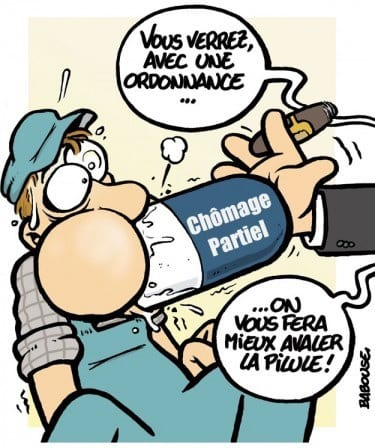 VOUS VERREZ,
AVEC UNE
ORDONNANCE
...
Chômage
Partiel
...ON
VOUS FERA
MIEUX AVALER
LA PILULE !
BABOUSE.